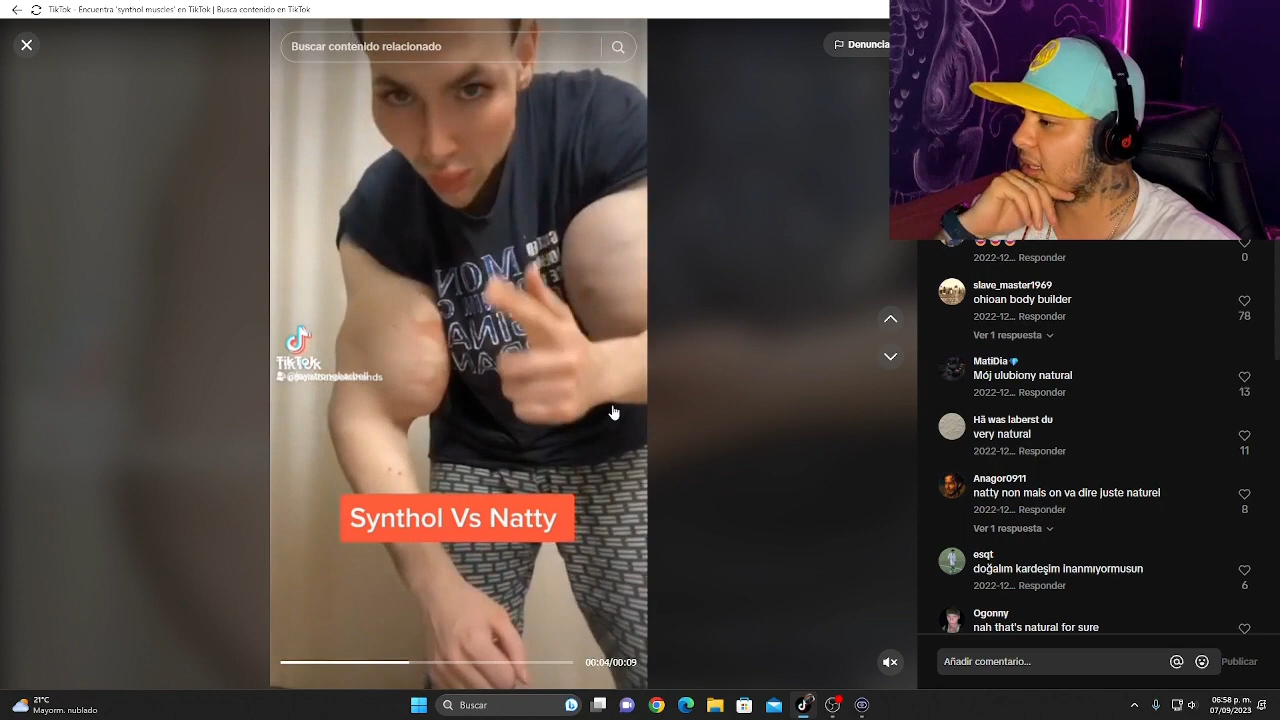 TikTok - Encuentra 'synthol muscles' en TikTok | Busca contenido en TikTok
Buscar contenido relacionado
Denuncia
TikTok
Synthol Vs Natty
00:04/00:09
0
2022-12... Responder
slave_master1969
ohioan body builder
2022-12... Responder
78
Ver 1 respuesta
MatiDia💎
Mój ulubiony natural
2022-12... Responder
13
Hä was laberst du
very natural
2022-12... Responder
11
Anagor0911
natty non maîs on va dire juste naturel
2022-12... Responder
8
Ver 1 respuesta
esqt
doğalım kardeşim inanmıyormusun
2022-12... Responder
6
Ogonny
nah that's natural for sure
Añadir comentario...
Publicar
21°C
Mayorm. nublado
Buscar
06:58 p. m.
07/09/2023